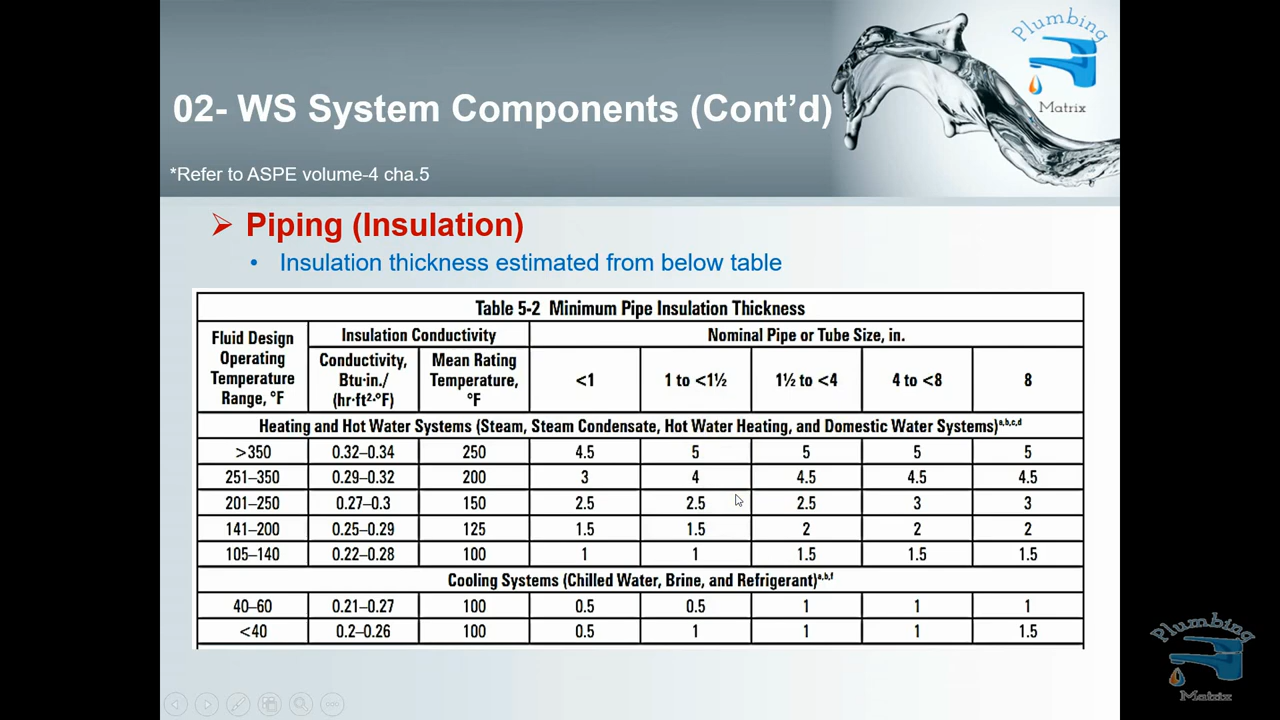 Plumbing
Matrix
02- WS System Components (Cont’d)
*Refer to ASPE volume-4 cha.5
Piping (Insulation)
• Insulation thickness estimated from below table
Table 5-2 Minimum Pipe Insulation Thickness
Fluid Design Operating Temperature Range, °F
Insulation Conductivity
Nominal Pipe or Tube Size, in.
Conductivity, Btu·in./(hr·ft²·°F)
Mean Rating Temperature, °F
<1 1 to <1½ 1½ to <4 4 to <8 8
Heating and Hot Water Systems (Steam, Steam Condensate, Hot Water Heating, and Domestic Water Systems)a,b,c,d
>350 0.32–0.34 250 4.5 5 5 5 5
251–350 0.29–0.32 200 3 4 4.5 4.5 4.5
201–250 0.27–0.3 150 2.5 2.5 2.5 3 3
141–200 0.25–0.29 125 1.5 1.5 2 2 2
105–140 0.22–0.28 100 1 1 1.5 1.5 1.5
Cooling Systems (Chilled Water, Brine, and Refrigerant)a,b,f
40–60 0.21–0.27 100 0.5 0.5 1 1 1
<40 0.2–0.26 100 0.5 1 1 1 1.5
Plumbing
Matrix